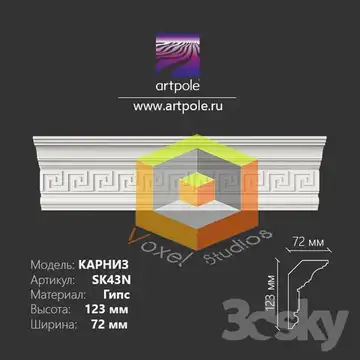 artpole®
www.artpole.ru
Voxel Studios
Модель: КАРНИЗ
Артикул: SK43N
Материал: Гипс
Высота: 123 мм
Ширина: 72 мм
72 мм
123 мм
3dsky